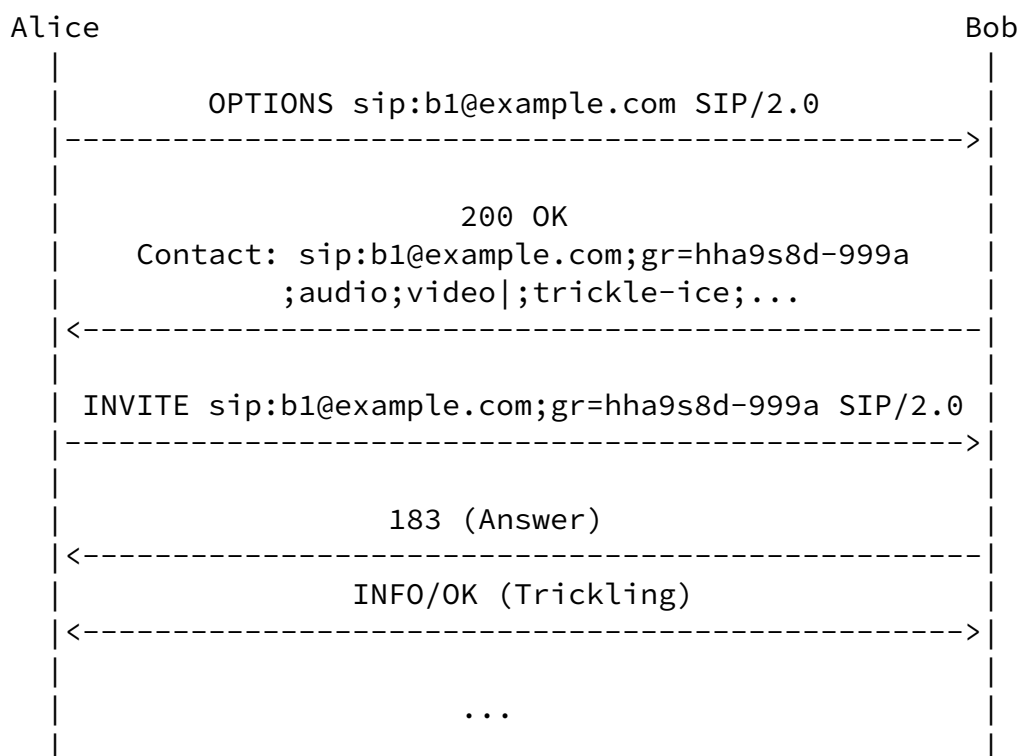 Alice Bob
OPTIONS sip:b1@example.com SIP/2.0
200 OK
Contact: sip:b1@example.com;gr=hha9s8d-999a
;audio;video|;trickle-ice;...
INVITE sip:b1@example.com;gr=hha9s8d-999a SIP/2.0
183 (Answer)
INFO/OK (Trickling)
...